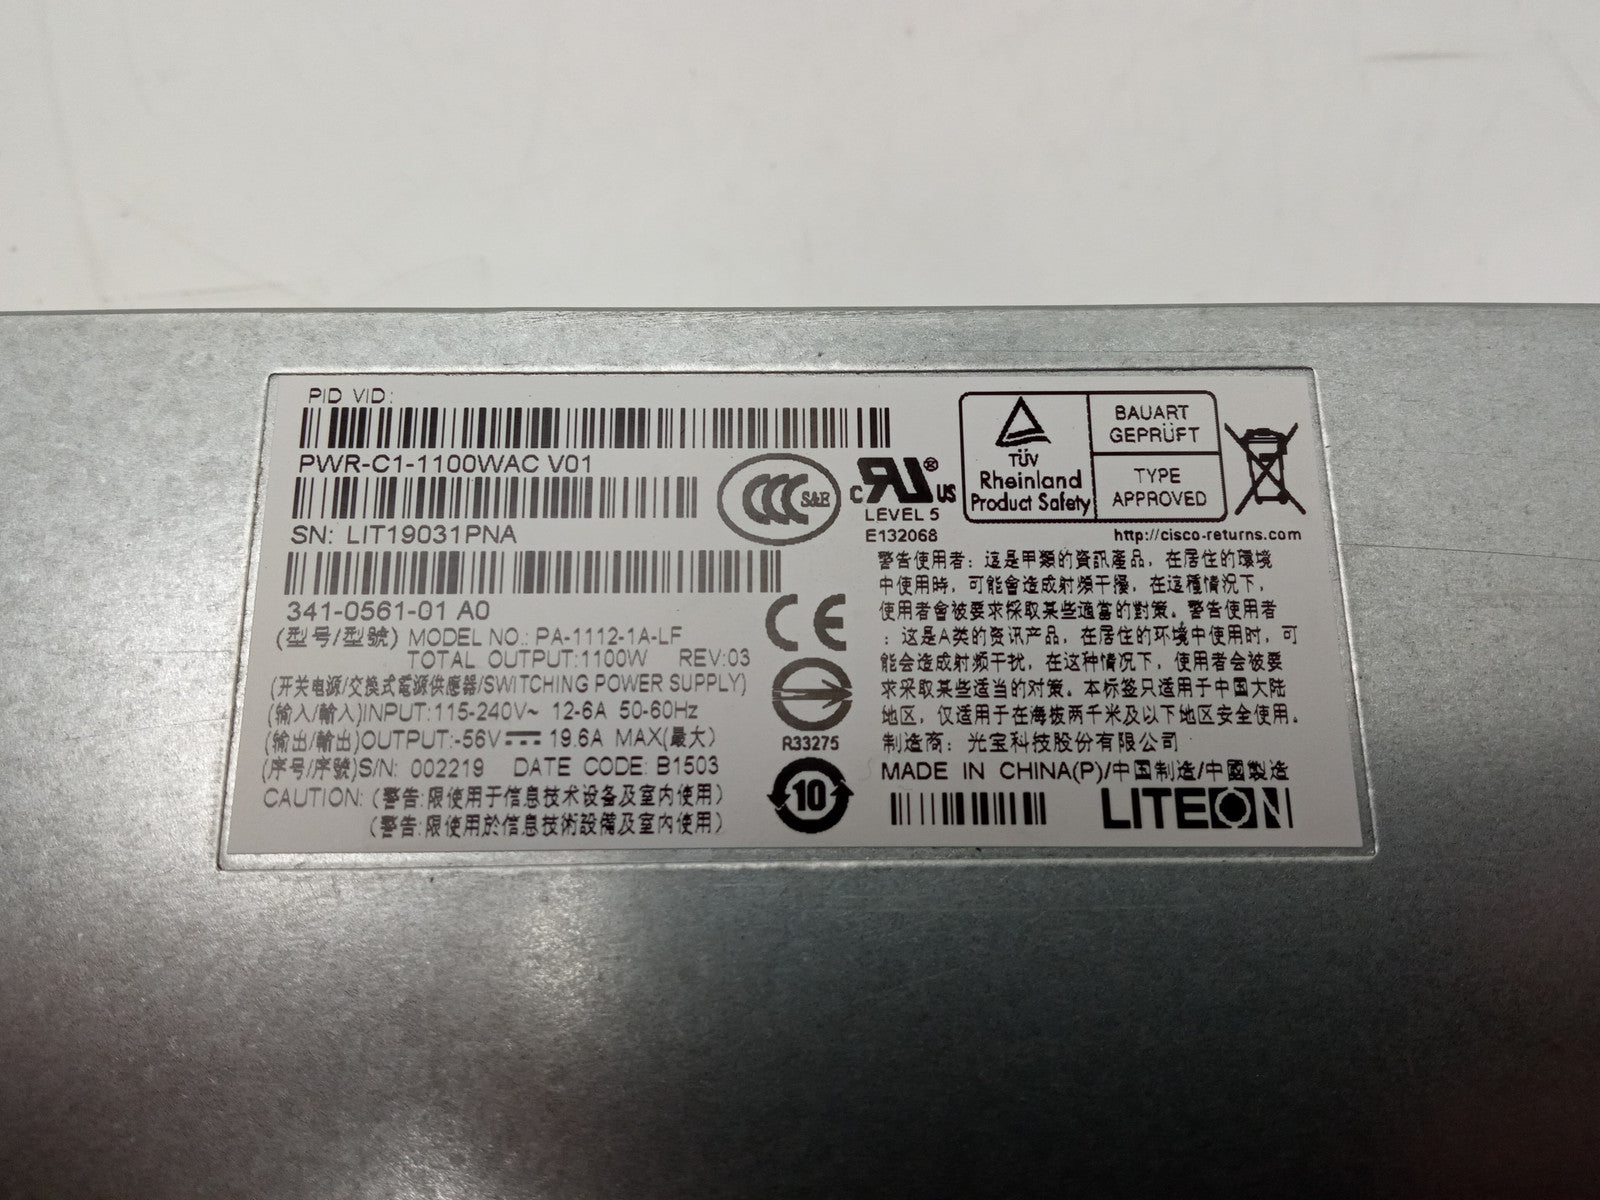 PID VID:
PWR-C1-1100WAC V01
SN: LIT19031PNA
341-0561-01 A0
(型号/型號) MODEL NO.: PA-1112-1A-LF
TOTAL OUTPUT:1100W REV:03
(开关电源/交換式電源供應器/SWITCHING POWER SUPPLY)
(输入/輸入)INPUT:115-240V~ 12-6A 50-60Hz
(输出/輸出)OUTPUT:-56V⎓ 19.6A MAX(最大)
(序号/序號)S/N: 002219 DATE CODE: B1503
CAUTION: (警告:限使用于信息技术设备及室内使用)
(警告:限使用於信息技術設備及室內使用)
S&E
c RU ® US
LEVEL 5
E132068
CE
R33275
10
TÜV
Rheinland
Product Safety
BAUART
GEPRÜFT
TYPE
APPROVED
http://cisco-returns.com
警告使用者: 這是甲類的資訊產品, 在居住的環境
中使用時, 可能會造成射頻干擾, 在這種情況下,
使用者會被要求採取某些適當的對策。警告使用者
: 这是A类的资讯产品, 在居住的环境中使用时, 可
能会造成射频干扰, 在这种情况下, 使用者会被要
求采取某些适当的对策。本标签只适用于中国大陆
地区, 仅适用于在海拔两千米及以下地区安全使用。
制造商: 光宝科技股份有限公司
MADE IN CHINA(P)/中国制造/中國製造
LITEON